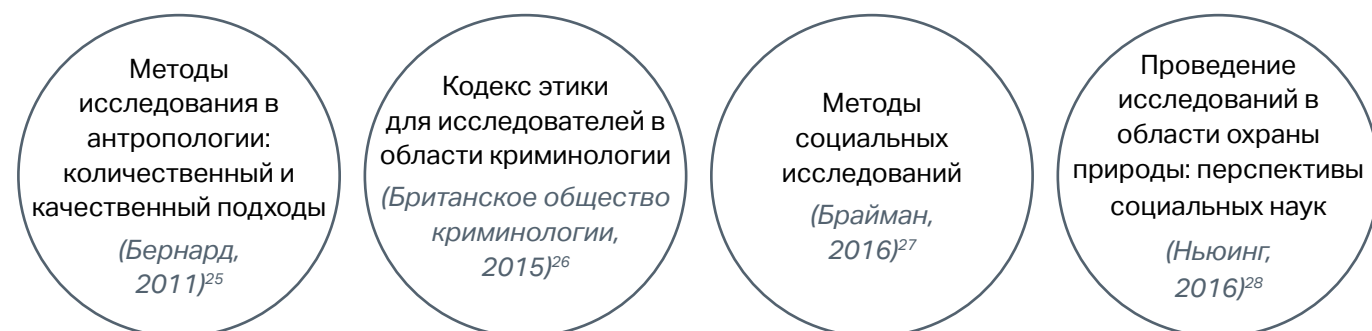 Методы
исследования в
антропологии:
количественный и
качественный подходы
(Бернард,
2011)25
Кодекс этики
для исследователей в
области криминологии
(Британское общество
криминологии,
2015)26
Методы
социальных
исследований
(Брайман,
2016)27
Проведение
исследований в
области охраны
природы: перспективы
социальных наук
(Ньюинг,
2016)28